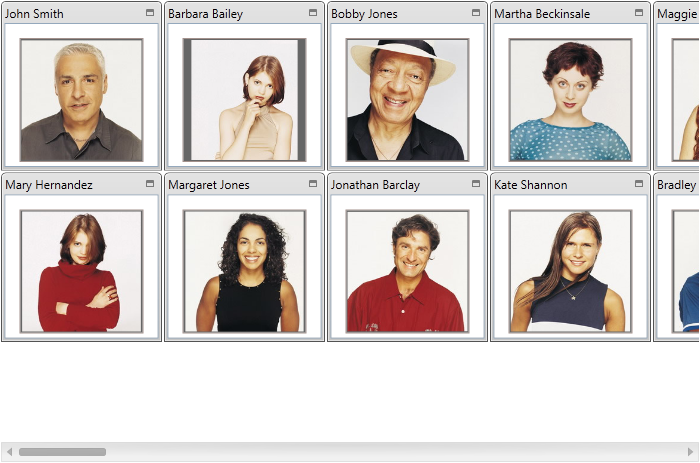 John Smith
Barbara Bailey
Bobby Jones
Martha Beckinsale
Maggie
Mary Hernandez
Margaret Jones
Jonathan Barclay
Kate Shannon
Bradley